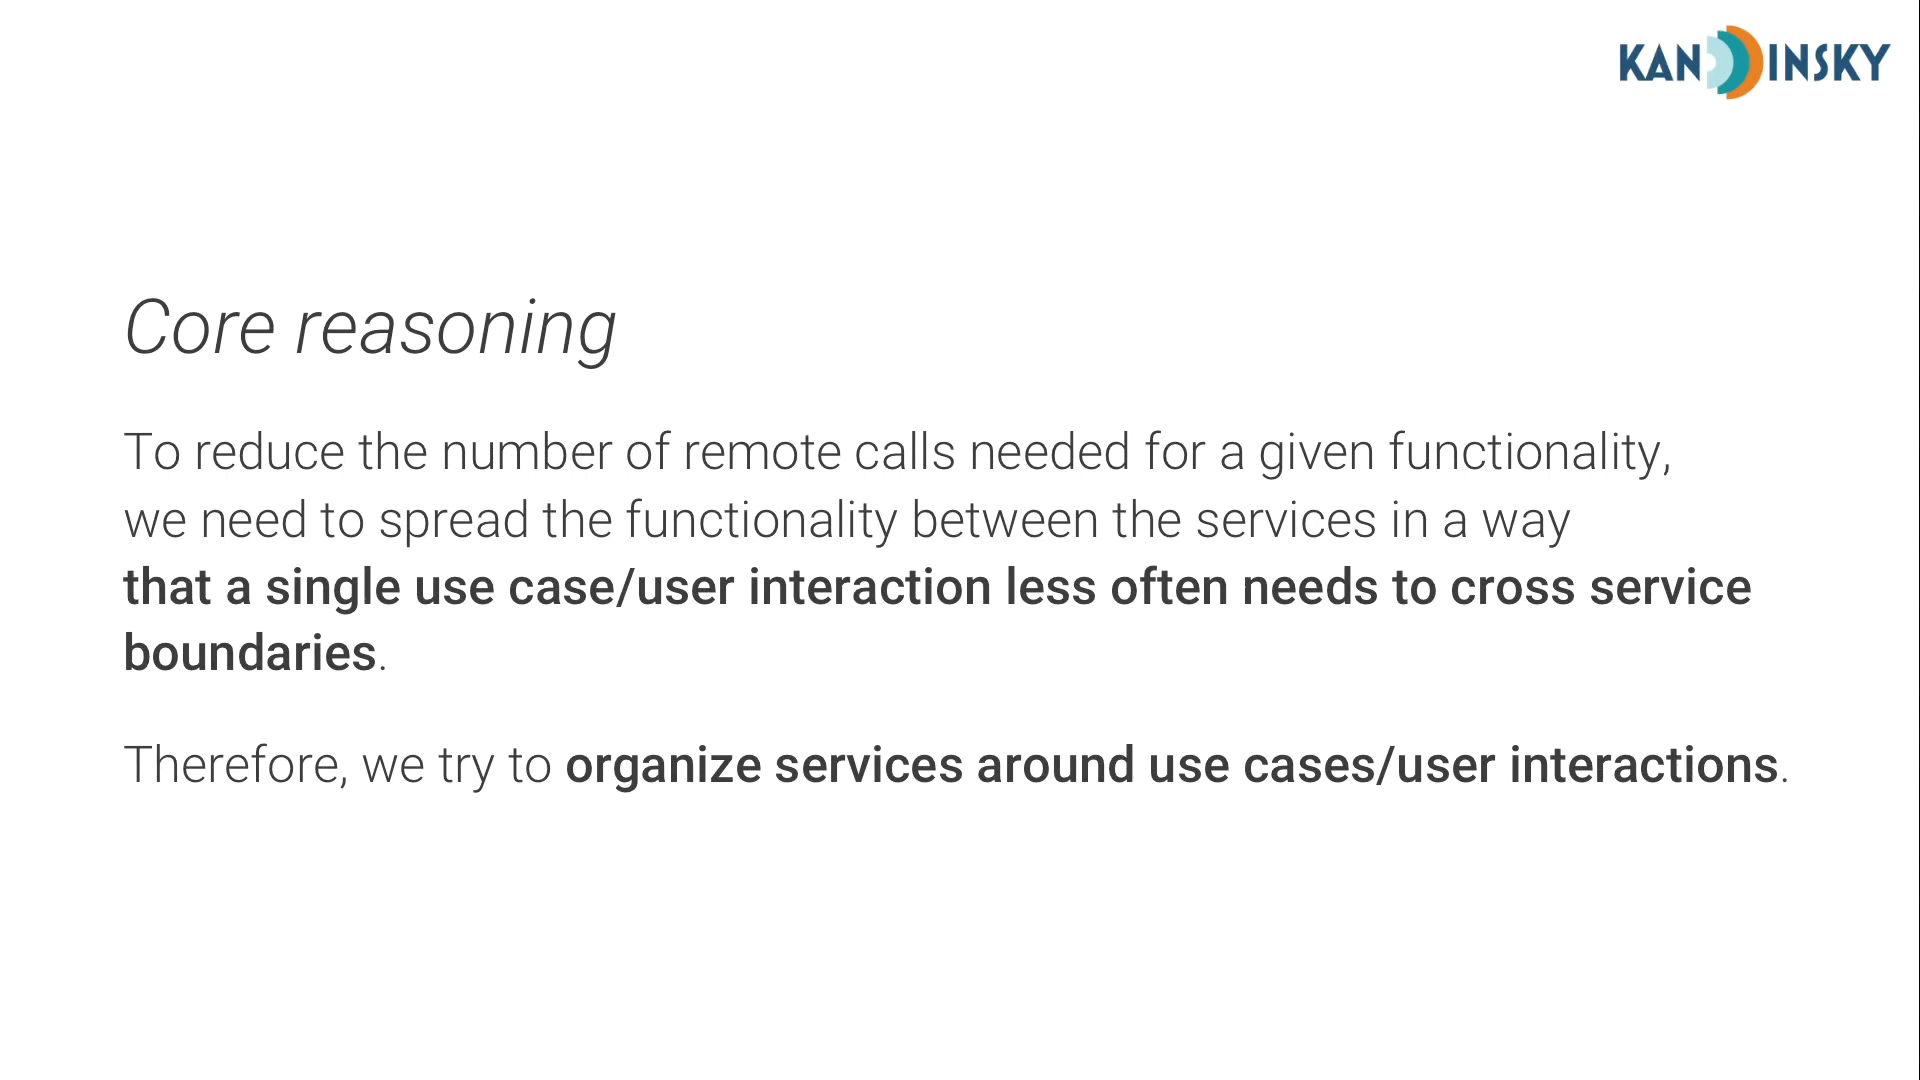 KANDINSKY
Core reasoning
To reduce the number of remote calls needed for a given functionality,
we need to spread the functionality between the services in a way
that a single use case/user interaction less often needs to cross service
boundaries.
Therefore, we try to organize services around use cases/user interactions.